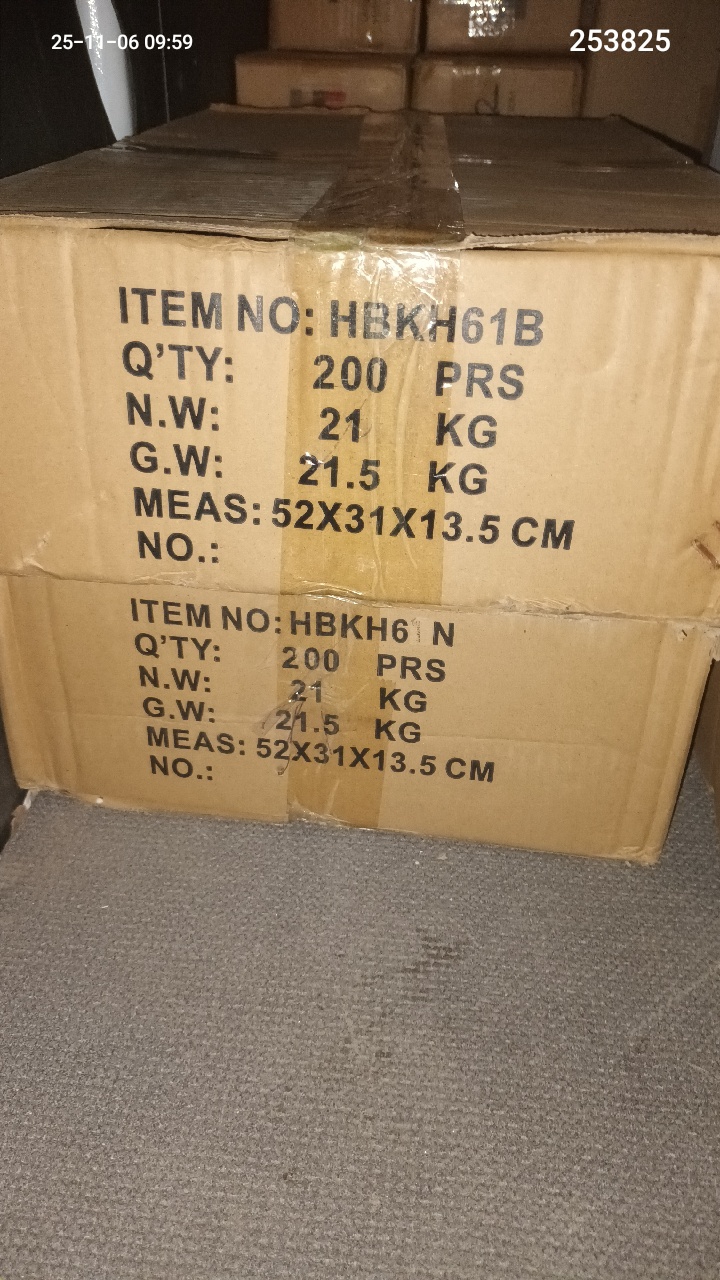 25-11-06 09:59
253825
ITEM NO: HBKH61B
Q'TY: 200 PRS
N.W: 21 KG
G.W: 21.5 KG
MEAS: 52X31X13.5 CM
NO.:
ITEM NO: HBKH6 N
Q'TY: 200 PRS
N.W: 21 KG
G.W: 21.5 KG
MEAS: 52X31X13.5 CM
NO.: